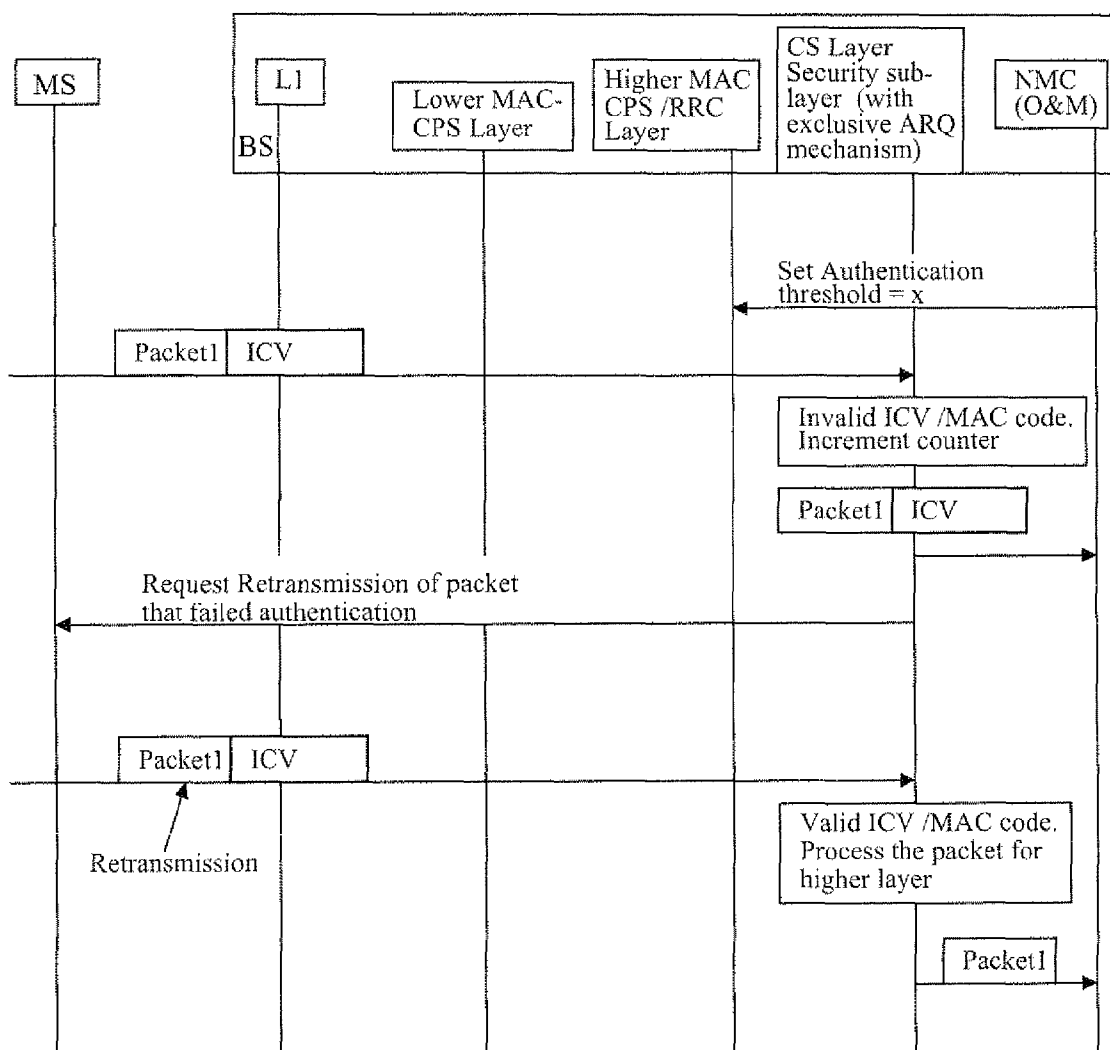 MS
L1
BS
Lower MAC-
CPS Layer
Higher MAC
CPS /RRC
Layer
CS Layer
Security sub-
layer (with
exclusive ARQ
mechanism)
NMC
(O&M)
Set Authentication
threshold = x
Packet1 ICV
Invalid ICV /MAC code.
Increment counter
Packet1 ICV
Request Retransmission of packet
that failed authentication
Packet1 ICV
Retransmission
Valid ICV /MAC code.
Process the packet for
higher layer
Packet1